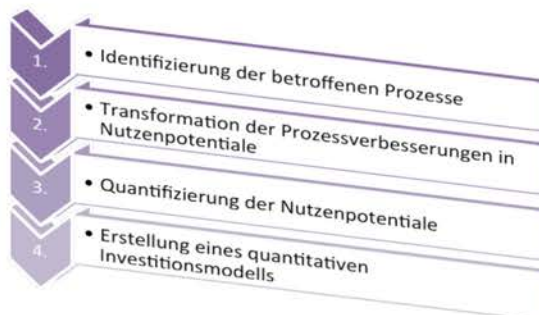 1.
• Identifizierung der betroffenen Prozesse
2.
• Transformation der Prozessverbesserungen in
Nutzenpotentiale
3.
• Quantifizierung der Nutzenpotentiale
4.
• Erstellung eines quantitativen
Investitionsmodells